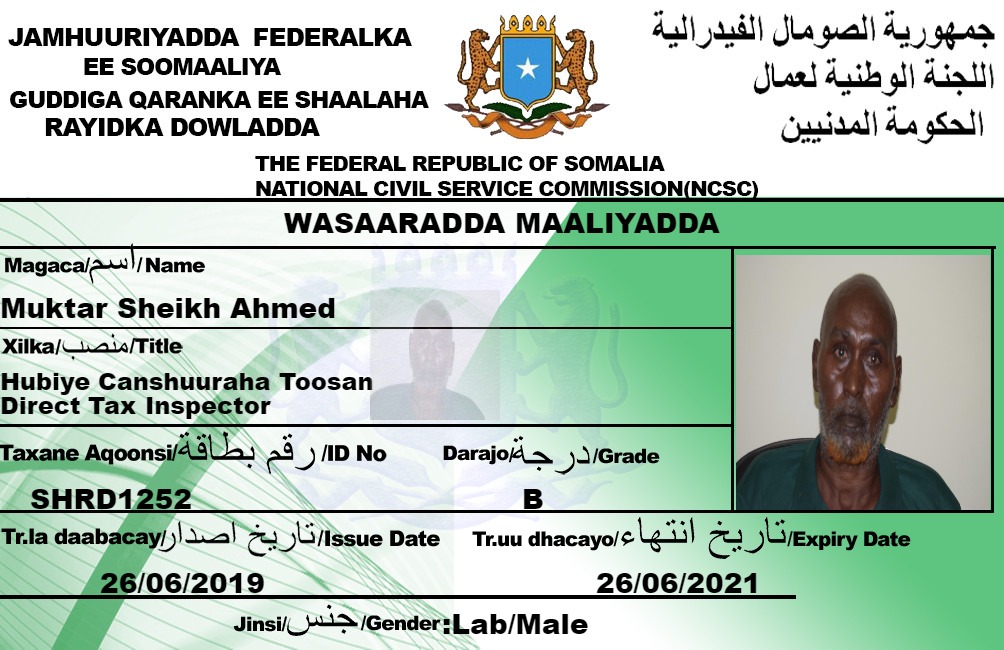 JAMHUURIYADDA FEDERALKA
EE SOOMAALIYA
GUDDIGA QARANKA EE SHAALAHA
RAYIDKA DOWLADDA
جمهورية الصومال الفيدرالية
اللجنة الوطنية لعمال
الحكومة المدنيين
THE FEDERAL REPUBLIC OF SOMALIA
NATIONAL CIVIL SERVICE COMMISSION(NCSC)
WASAARADDA MAALIYADDA
Magaca/اسم/Name
Muktar Sheikh Ahmed
Xilka/منصب/Title
Hubiye Canshuuraha Toosan
Direct Tax Inspector
Taxane Aqoonsi/رقم بطاقة/ID No
Darajo/درجة/Grade
SHRD1252
B
Tr.la daabacay/تاريخ اصدار/Issue Date
Tr.uu dhacayo/تاريخ انتهاء/Expiry Date
26/06/2019
26/06/2021
Jinsi/جنس/Gender:Lab/Male